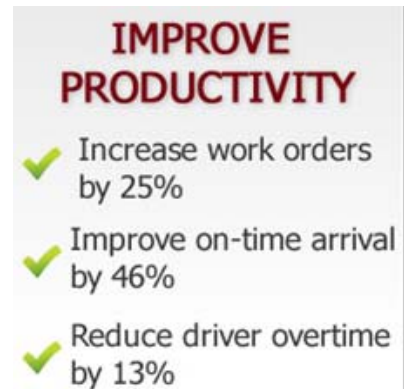 IMPROVE
PRODUCTIVITY
Increase work orders
by 25%
Improve on-time arrival
by 46%
Reduce driver overtime
by 13%